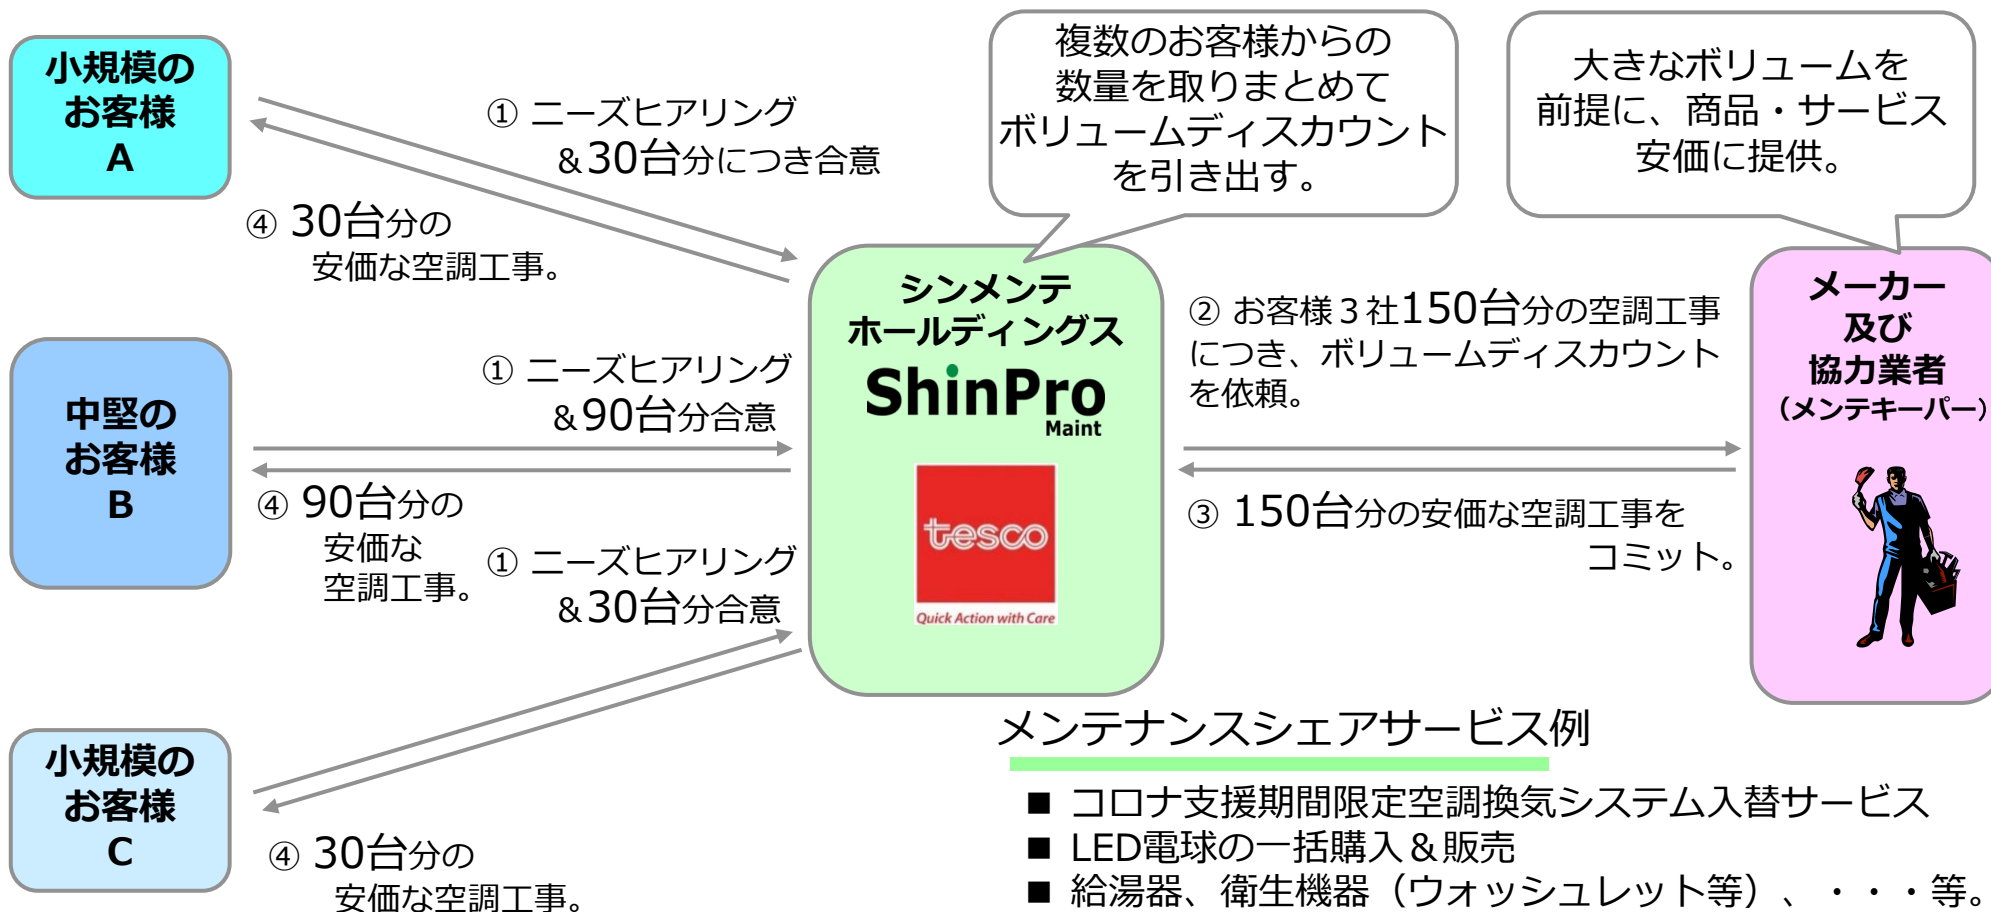 小規模の
お客様
A
① ニーズヒアリング
＆30台分につき合意
④ 30台分の
安価な空調工事。
複数のお客様からの
数量を取りまとめて
ボリュームディスカウント
を引き出す。
大きなボリュームを
前提に、商品・サービス
安価に提供。
中堅の
お客様
B
① ニーズヒアリング
＆90台分合意
④ 90台分の
安価な
空調工事。
シンメンテ
ホールディングス
ShinPro
Maint
tesco
Quick Action with Care
② お客様３社150台分の空調工事
につき、ボリュームディスカウント
を依頼。
③ 150台分の安価な空調工事を
コミット。
メーカー
及び
協力業者
（メンテキーパー）
小規模の
お客様
C
① ニーズヒアリング
＆30台分合意
④ 30台分の
安価な空調工事。
メンテナンスシェアサービス例
■ コロナ支援期間限定空調換気システム入替サービス
■ LED電球の一括購入＆販売
■ 給湯器、衛生機器（ウォッシュレット等）、・・・等。